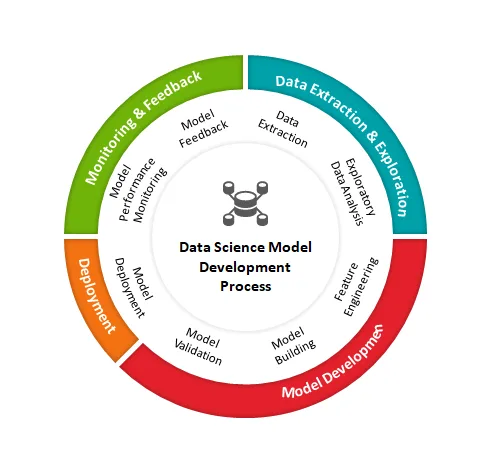 Data Extraction & Exploration
Data
Extraction
Exploratory
Data Analysis
Model Developmen
Feature
Engineering
Model
Building
Model
Validation
Deployment
Model
Deployment
Monitoring & Feedback
Model
Performance
Monitoring
Model
Feedback
Data Science Model
Development
Process